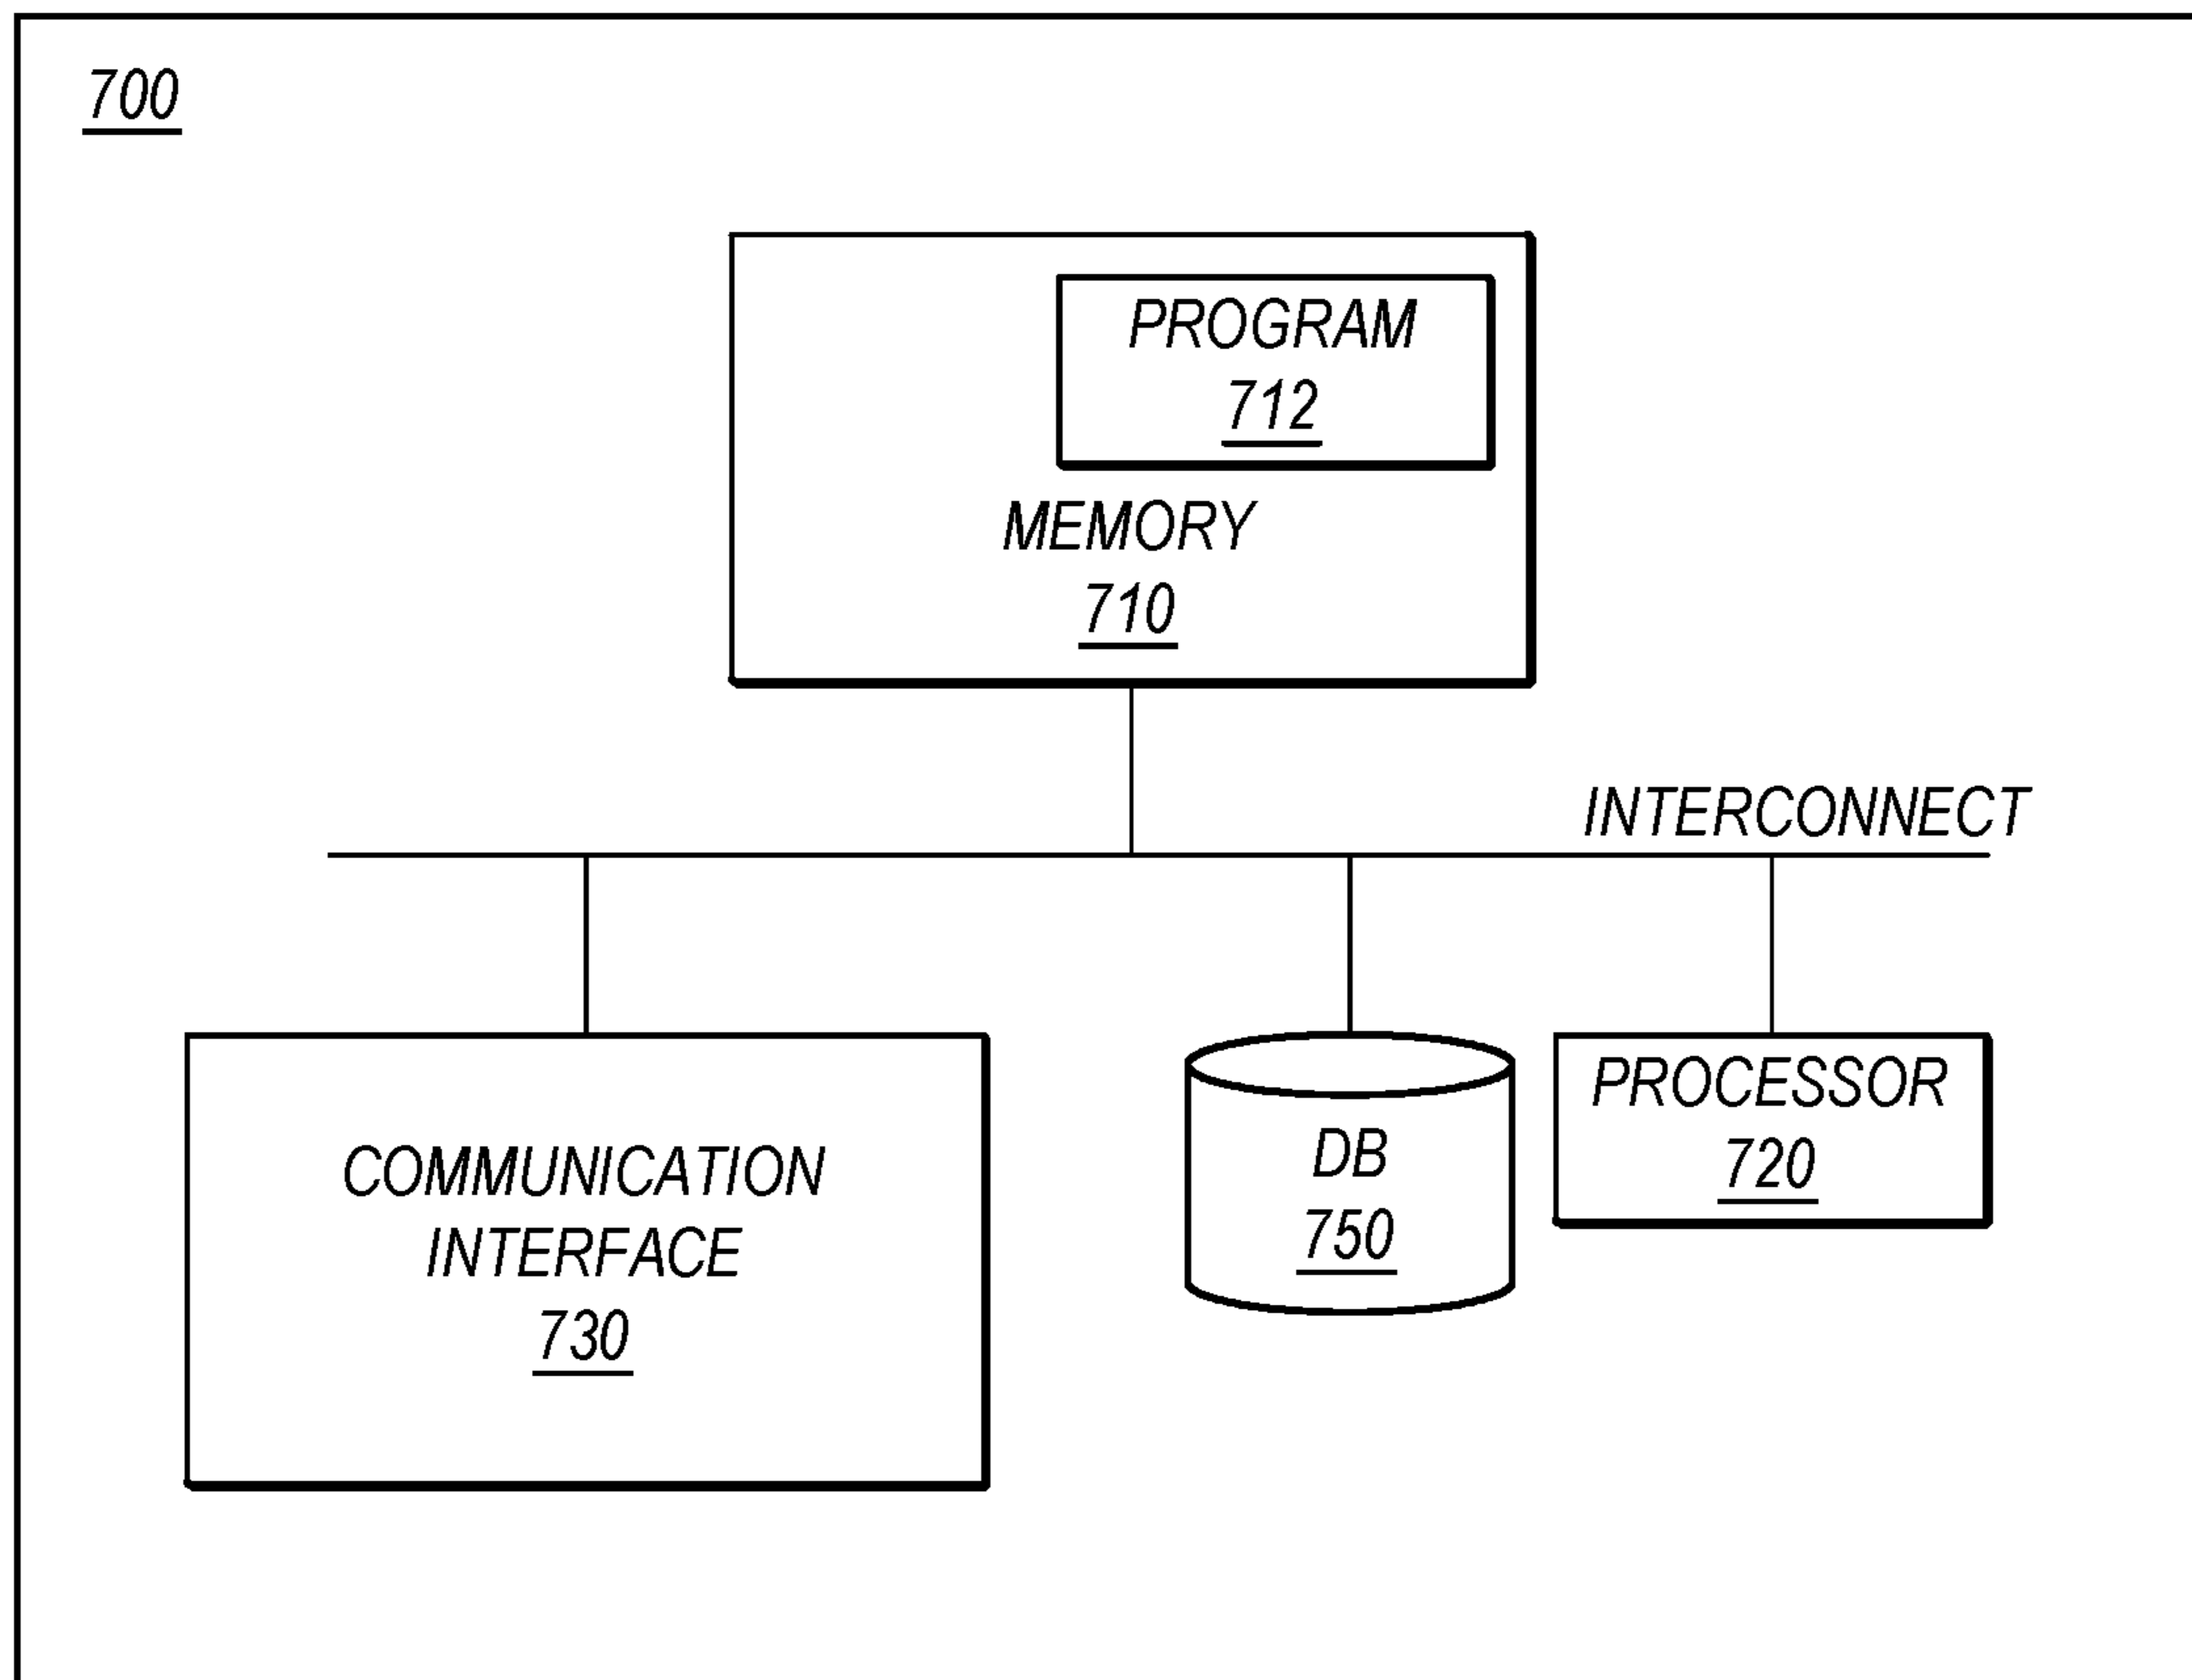 700
PROGRAM
712
MEMORY
710
INTERCONNECT
COMMUNICATION
INTERFACE
730
DB
750
PROCESSOR
720